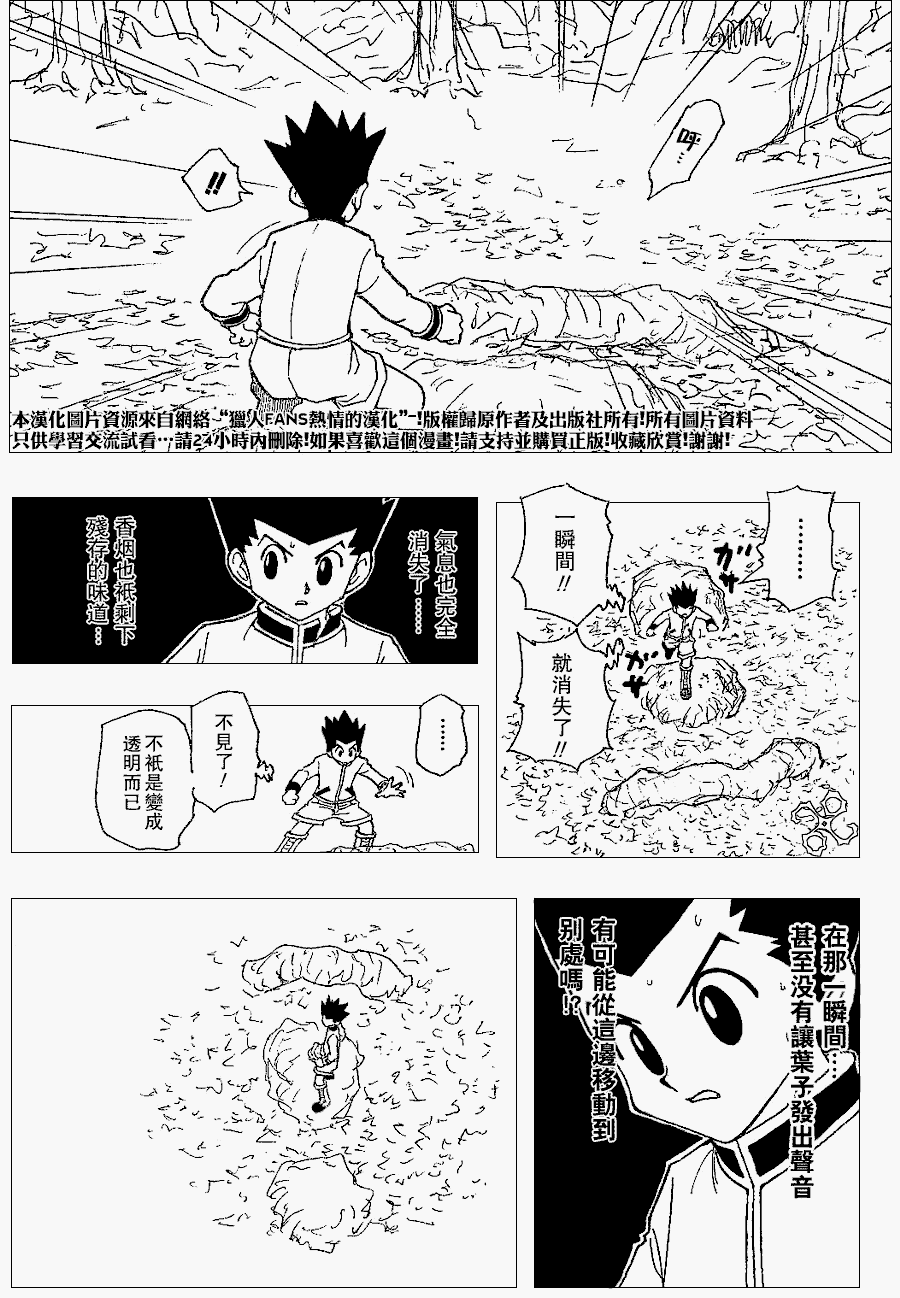 呼…
!!
本漢化圖片資源來自網絡·“獵人FANS熱情的漢化”-!版權歸原作者及出版社所有!所有圖片資料
只供學習交流試看…請24小時內刪除!如果喜歡這個漫畫!請支持並購買正版!收藏欣賞!謝謝!
………
ガサ
一瞬間!!
ガサ
就消失了!!
氣息也完全
消失了……
香烟也衹剩下
殘存的味道…
……
不見了!
不衹是變成
透明而已
在那一瞬間……
甚至没有讓葉子發出聲音
有可能從這邊移動到
别處嗎!?